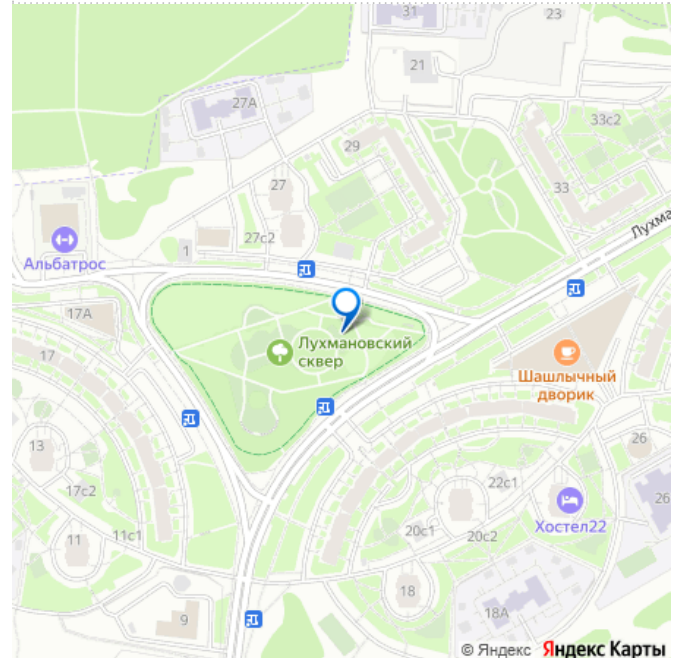 31
23
21
27А
33с2
29
27
33
27с2
Лухма
1
Альбатрос
17А
Лухмановский
сквер
17
Шашлычный
дворик
13
26
22с1
17с2
26
Хостел22
11с1
20с1
11
20с2
18
18А
9
© Яндекс Яндекс Карты